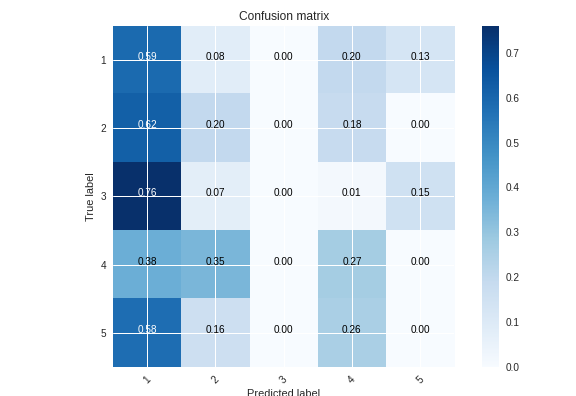 Confusion matrix
0.7
1 0.59 0.08 0.00 0.20 0.13
0.6
2 0.62 0.20 0.00 0.18 0.00
0.5
0.4
True label
3 0.76 0.07 0.00 0.01 0.15
0.3
4 0.38 0.35 0.00 0.27 0.00
0.2
5 0.58 0.16 0.00 0.26
0.1
0.0
1 2 3 4 5
Predicted label